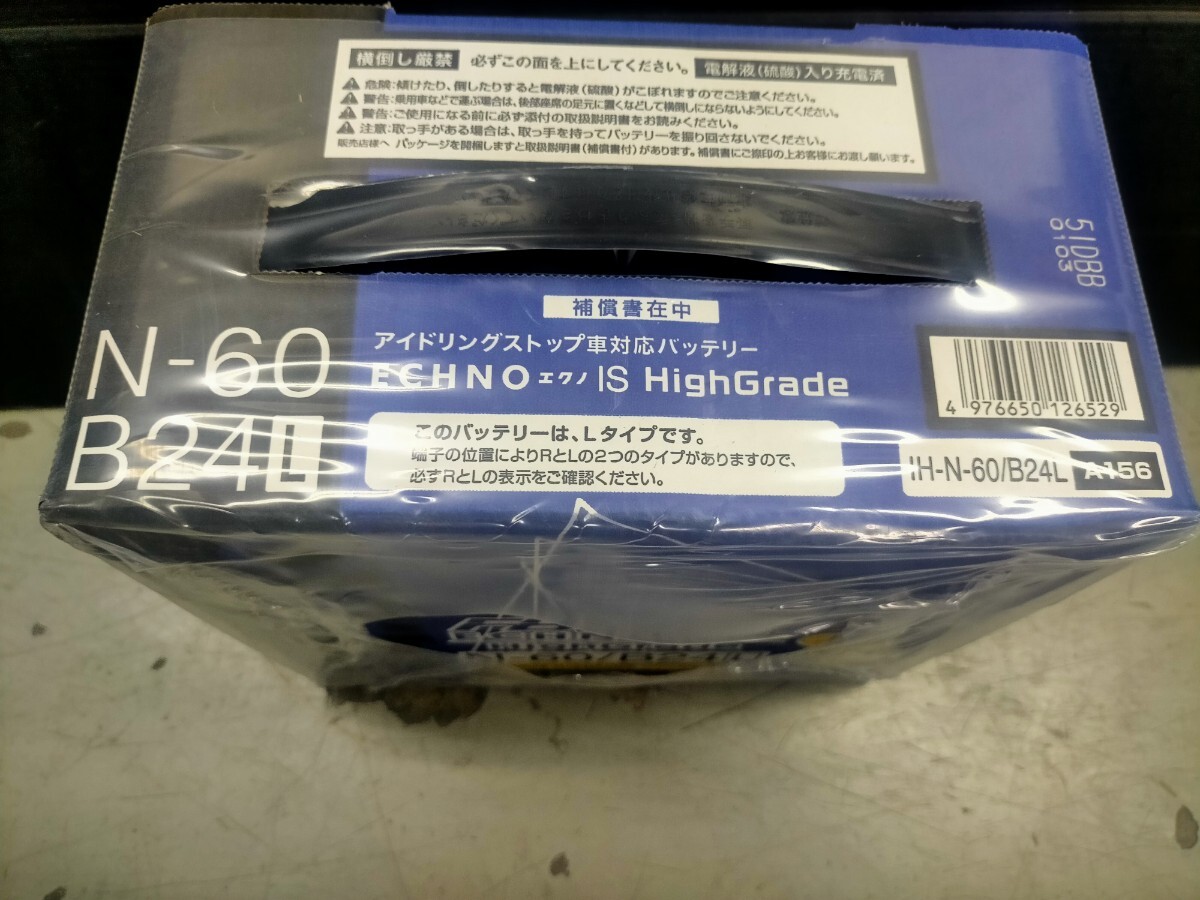 横倒し厳禁 必ずこの面を上にしてください。 電解液(硫酸)入り充電済
危険:傾けたり、倒したりすると電解液(硫酸)がこぼれますのでご注意ください。
警告:乗用車などで運ぶ場合は、後部座席の足元に置くなどして横倒しにならないようにしてください。
警告:ご使用になる前に必ず添付の取扱説明書をお読みください。
注意:取っ手がある場合は、取っ手を持ってバッテリーを振り回さないでください。
販売店様へ パッケージを開梱しますと取扱説明書(補償書付)があります。補償書にご捺印の上お客様にお渡し願います。
51DBB
0103
補償書在中
N-60
B24L
アイドリングストップ車対応バッテリー
ECHNO エクノ IS HighGrade
このバッテリーは、Lタイプです。
端子の位置によりRとLの2つのタイプがありますので、
必ずRとLの表示をご確認ください。
4 976650 126529
IH-N-60/B24L A156